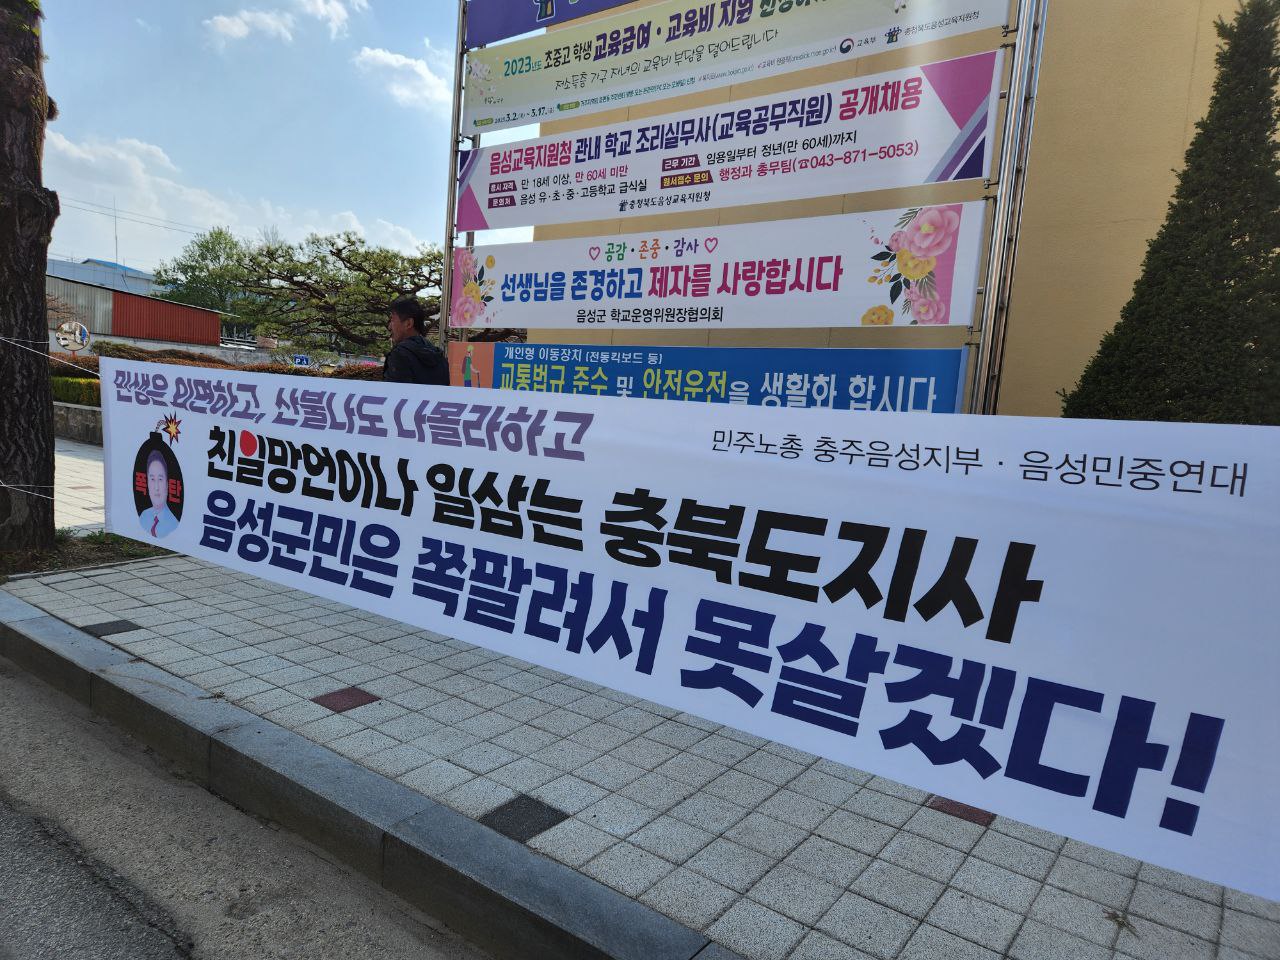 2023년도 초중고 학생 교육급여·교육비 지원
저소득층 가구 자녀의 교육비 부담을 덜어드립니다
교육부 충청북도음성교육지원청
음성교육지원청 관내 학교 조리실무사(교육공무직원) 공개채용
응시 자격 만 18세 이상, 만 60세 미만
근무 기간 임용일부터 정년(만 60세)까지
음성 유·초·중·고등학교 급식실
원서접수 문의 행정과 총무팀(☎043-871-5053)
충청북도음성교육지원청
♡ 공감·존중·감사 ♡
선생님을 존경하고 제자를 사랑합시다
음성군 학교운영위원장협의회
개인형 이동장치 (전동킥보드 등)
교통법규 준수 및 안전운전을 생활화 합시다
민생은 외면하고, 산불나도 나몰라하고
민주노총 충주음성지부 · 음성민중연대
폭탄
친일망언이나 일삼는 충북도지사
음성군민은 쪽팔려서 못살겠다!